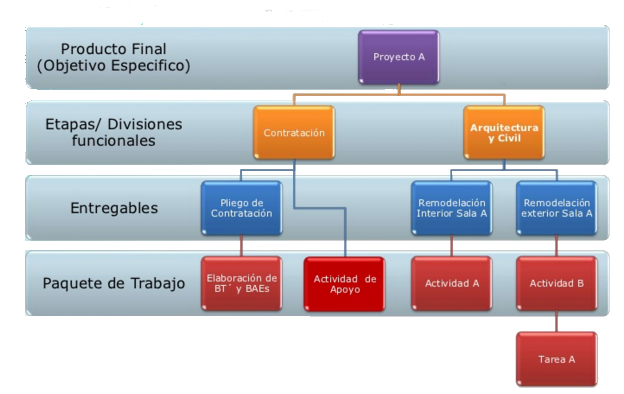 Producto Final
(Objetivo Especifico)
Proyecto A
Etapas/ Divisiones
funcionales
Contratación
Arquitectura
y Civil
Entregables
Pliego de
Contratación
Remodelación
Interior Sala A
Remodelación
exterior Sala A
Paquete de Trabajo
Elaboración de
BT´ y BAEs
Actividad de
Apoyo
Actividad A
Actividad B
Tarea A